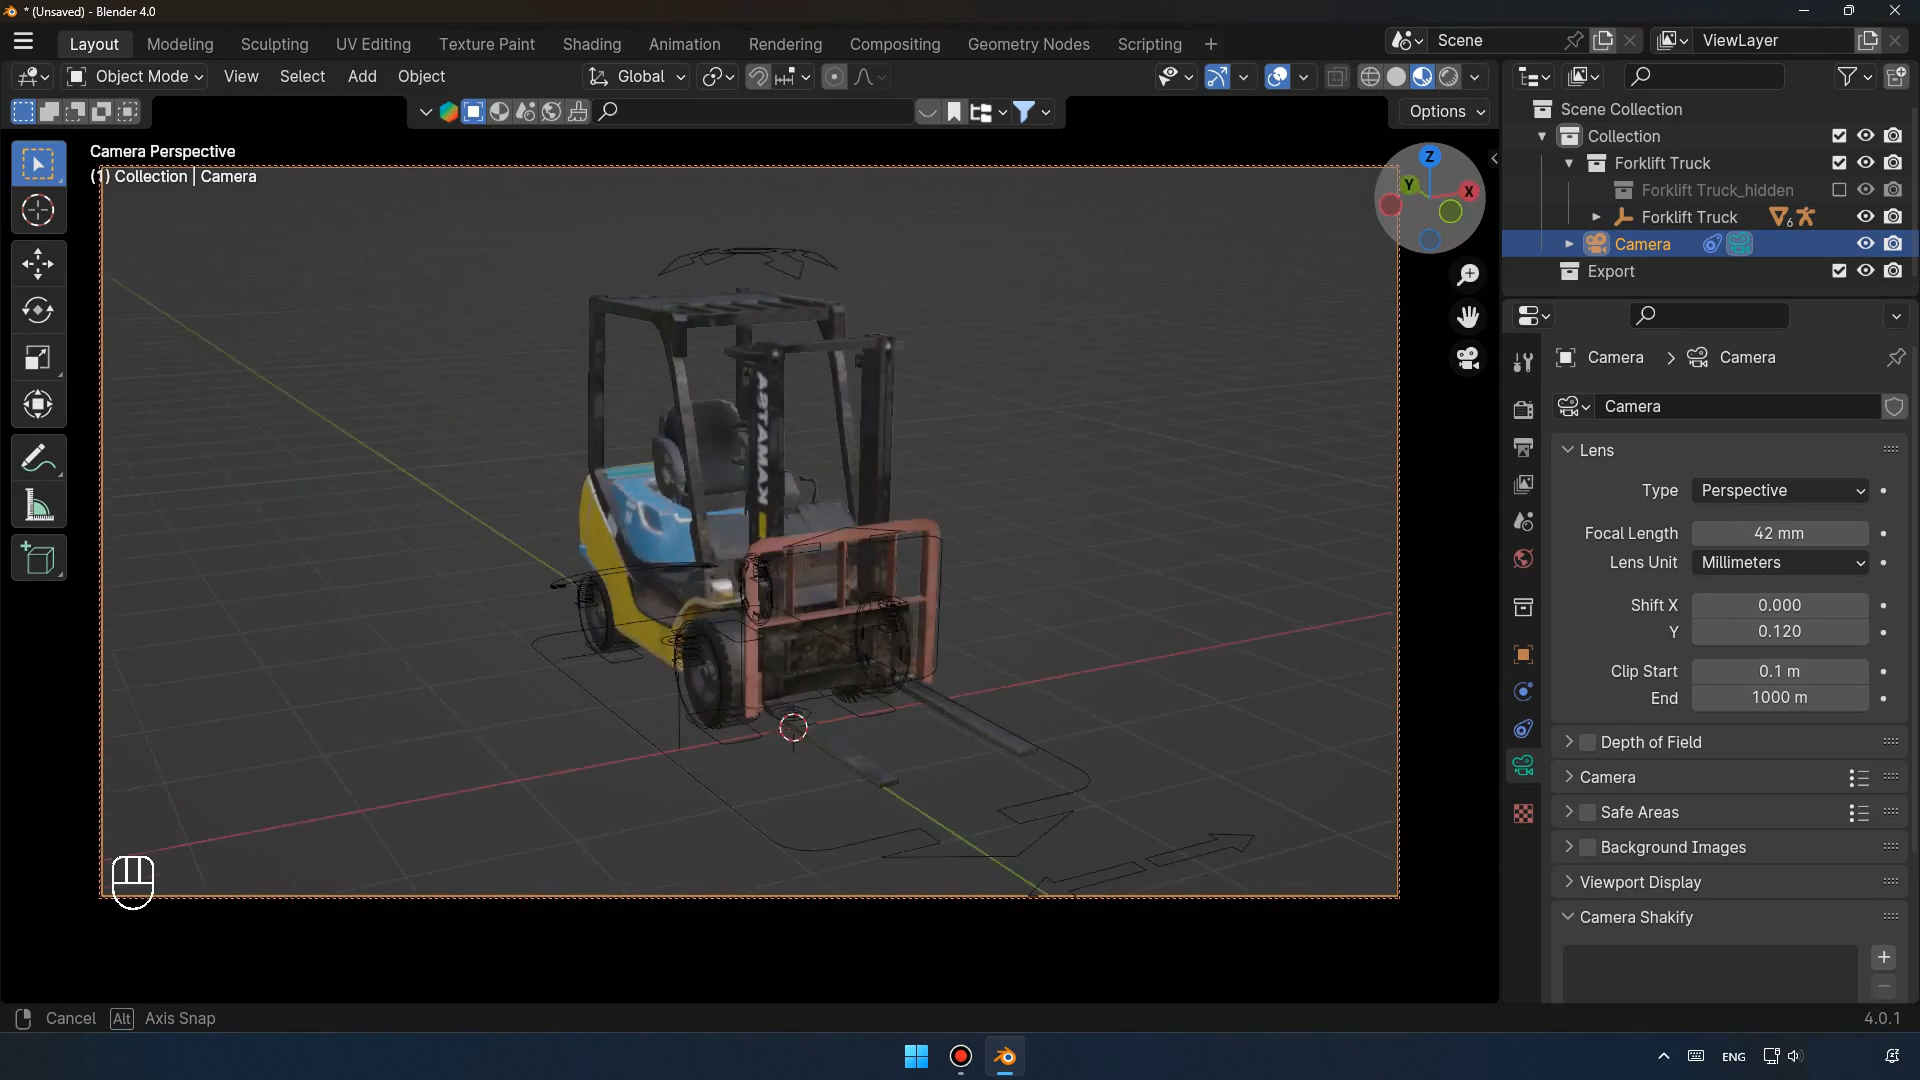 * (Unsaved) - Blender 4.0
Layout Modeling Sculpting UV Editing Texture Paint Shading Animation Rendering Compositing Geometry Nodes Scripting +
Scene
ViewLayer
Object Mode View Select Add Object
Global
Options
Camera Perspective
(1) Collection | Camera
Z
Y
X
ARTAMAX
Scene Collection
Collection
Forklift Truck
Forklift Truck_hidden
Forklift Truck 6
Camera
Export
Camera > Camera
Camera
Lens
Type Perspective
Focal Length 42 mm
Lens Unit Millimeters
Shift X 0.000
Y 0.120
Clip Start 0.1 m
End 1000 m
Depth of Field
Camera
Safe Areas
Background Images
Viewport Display
Camera Shakify
Cancel Alt Axis Snap
4.0.1
ENG